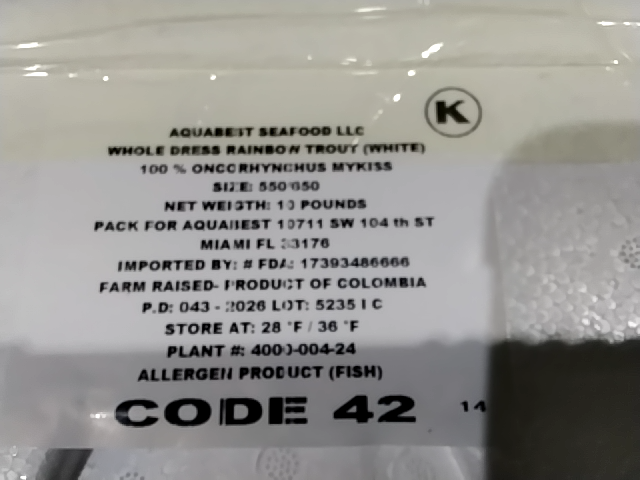 K
AQUABEST SEAFOOD LLC
WHOLE DRESS RAINBOW TROUT (WHITE)
100 % ONCORHYNCHUS MYKISS
SIZE: 550/650
NET WEIGTH: 10 POUNDS
PACK FOR AQUABEST 10711 SW 104 th ST
MIAMI FL 33176
IMPORTED BY: # FDA: 17393486666
FARM RAISED- PRODUCT OF COLOMBIA
P.D: 043 - 2026 LOT: 5235 I C
STORE AT: 28 °F / 36 °F
PLANT #: 4000-004-24
ALLERGEN PRODUCT (FISH)
CODE 42 14